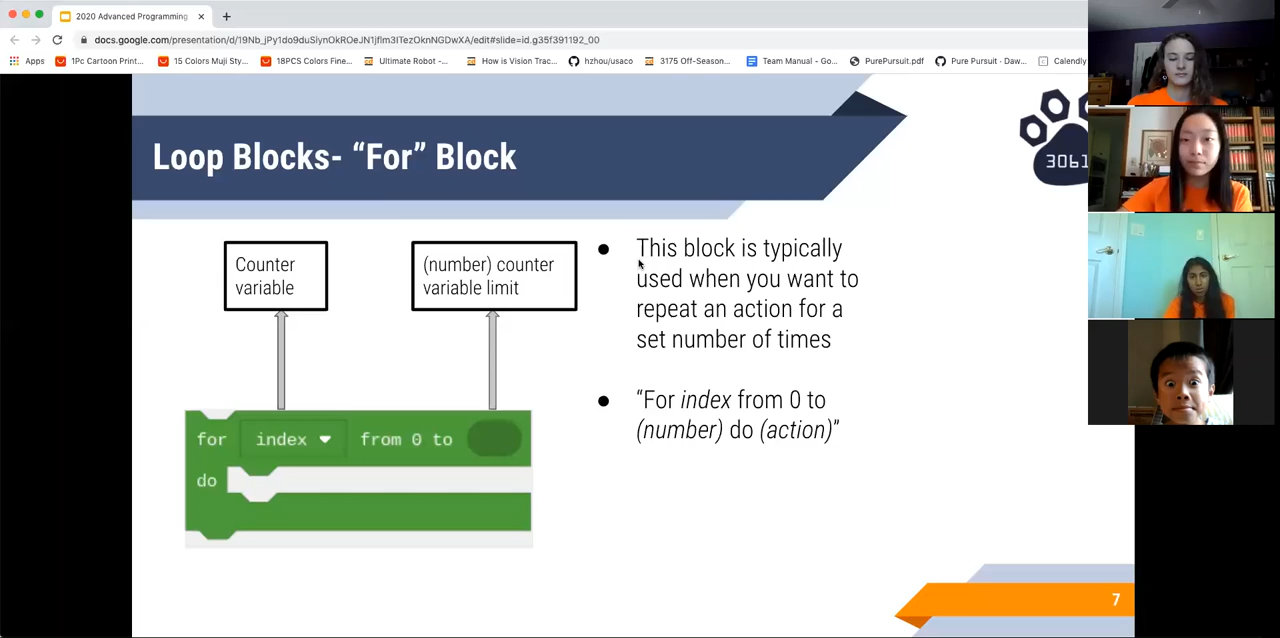 2020 Advanced Programming
docs.google.com/presentation/d/19Nb_jPy1do9duSlynOkROeJN1jflm3ITezOknNGDwXA/edit#slide=id.g35f391192_00
Apps 1Pc Cartoon Print... 15 Colors Muji Sty... 18PCS Colors Fine... Ultimate Robot -... How is Vision Trac... hzhou/usaco 3175 Off-Season... Team Manual - Go... PurePursuit.pdf Pure Pursuit - Daw... Calendly
Loop Blocks- “For” Block
3061
Counter
variable
(number) counter
variable limit
for index from 0 to
do
● This block is typically
used when you want to
repeat an action for a
set number of times
● “For index from 0 to
(number) do (action)”
7